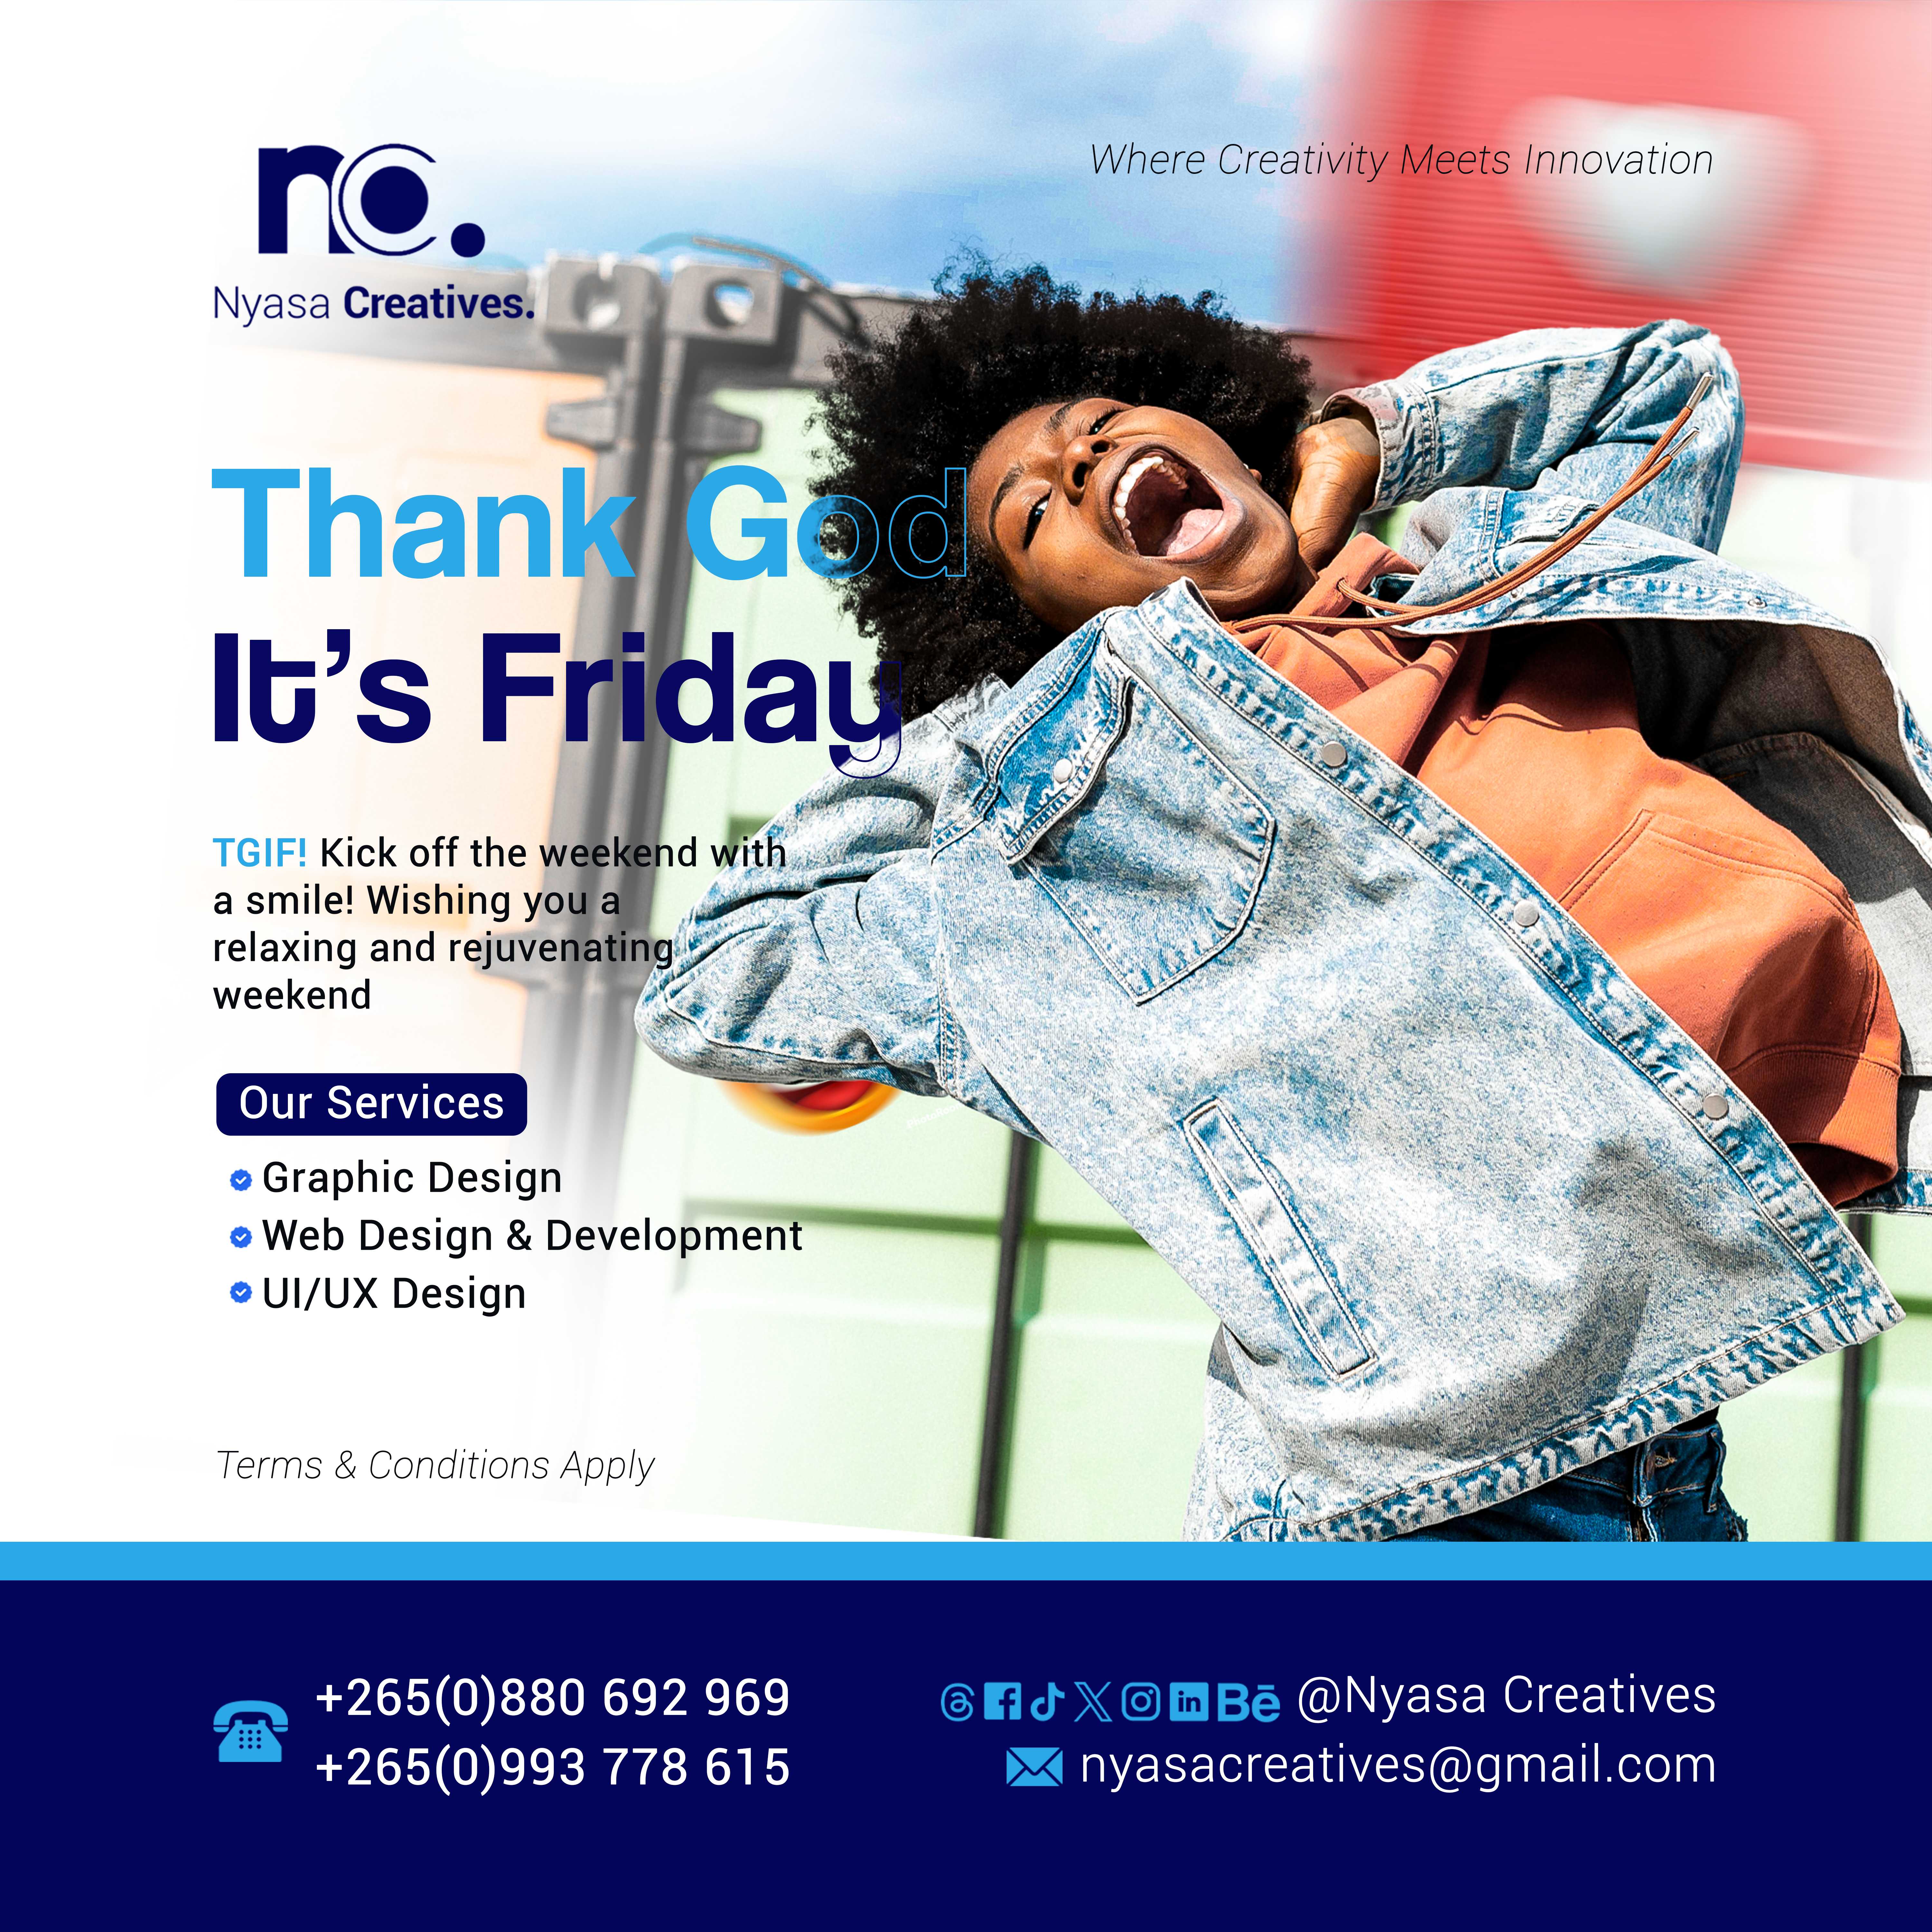 nc.
Nyasa Creatives.
Where Creativity Meets Innovation
Thank God
It’s Friday
TGIF! Kick off the weekend with
a smile! Wishing you a
relaxing and rejuvenating
weekend
Our Services
Graphic Design
Web Design & Development
UI/UX Design
Terms & Conditions Apply
+265(0)880 692 969
+265(0)993 778 615
in Bē @Nyasa Creatives
nyasacreatives@gmail.com